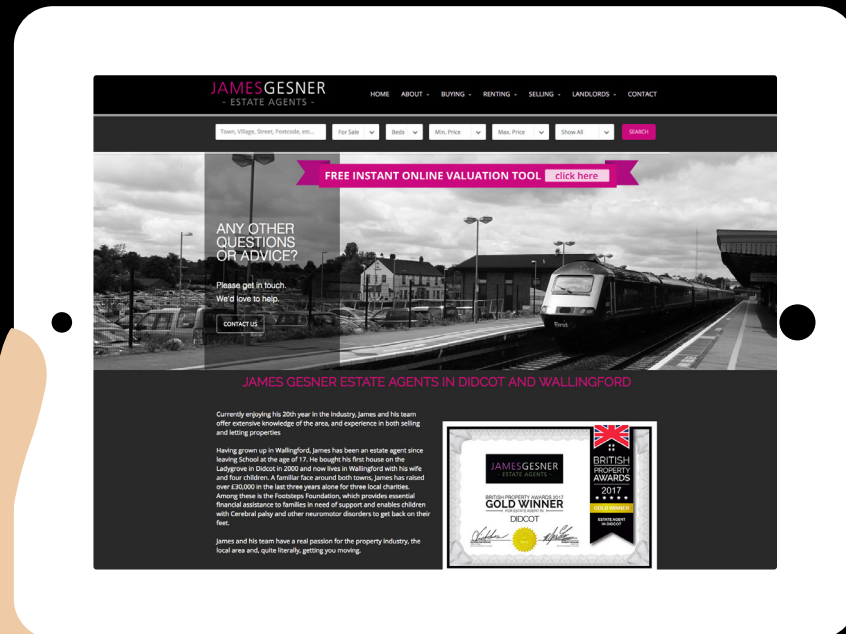 JAMESGESNER
- ESTATE AGENTS -
HOME ABOUT BUYING RENTING SELLING LANDLORDS CONTACT
Town, Village, Street, Postcode, etc... For Sale Beds Min. Price Max. Price Show All SEARCH
FREE INSTANT ONLINE VALUATION TOOL click here
ANY OTHER
QUESTIONS
OR ADVICE?
Please get in touch.
We'd love to help.
CONTACT US
First
JAMES GESNER ESTATE AGENTS IN DIDCOT AND WALLINGFORD
Currently enjoying his 20th year in the industry, James and his team
offer extensive knowledge of the area, and experience in both selling
and letting properties
Having grown up in Wallingford, James has been an estate agent since
leaving School at the age of 17. He bought his first house on the
Ladygrove in Didcot in 2000 and now lives in Wallingford with his wife
and four children. A familiar face around both towns, James has raised
over £30,000 in the last three years alone for three local charities.
Among these is the Footsteps Foundation, which provides essential
financial assistance to families in need of support and enables children
with Cerebral palsy and other neuromotor disorders to get back on their
feet.
James and his team have a real passion for the property industry, the
local area and, quite literally, getting you moving.
JAMESGESNER
- ESTATE AGENTS -
BRITISH PROPERTY AWARDS 2017
GOLD WINNER
FOR ESTATE AGENT IN
DIDCOT
BRITISH
PROPERTY
AWARDS
2017
GOLD WINNER
ESTATE AGENT
IN DIDCOT